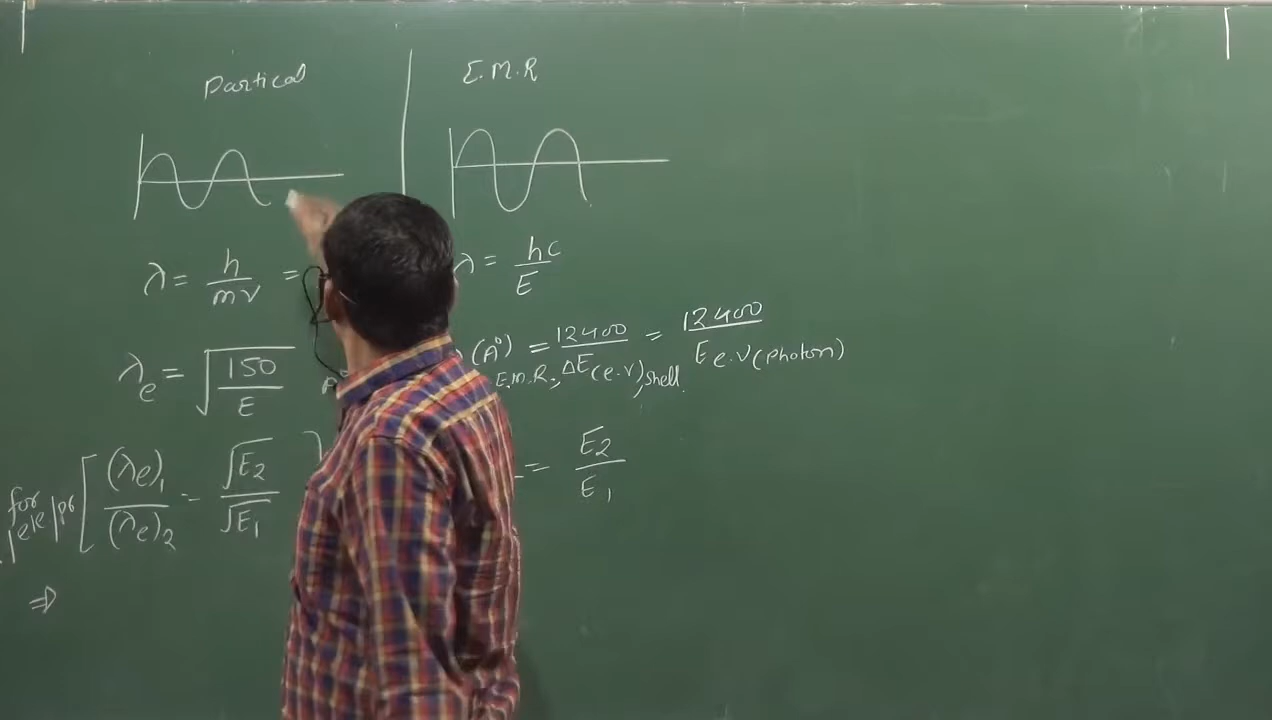 Partical
E.M.R
λ = h/mv =
λ = hc/E
λe = √(150/E) A°
(A°) = 12400/ΔE(e.v) = 12400/E e.v (photon)
E.M.R. , shell
for
(λe)1/(λe)2 = √E2/√E1
= E2/E1
⇒